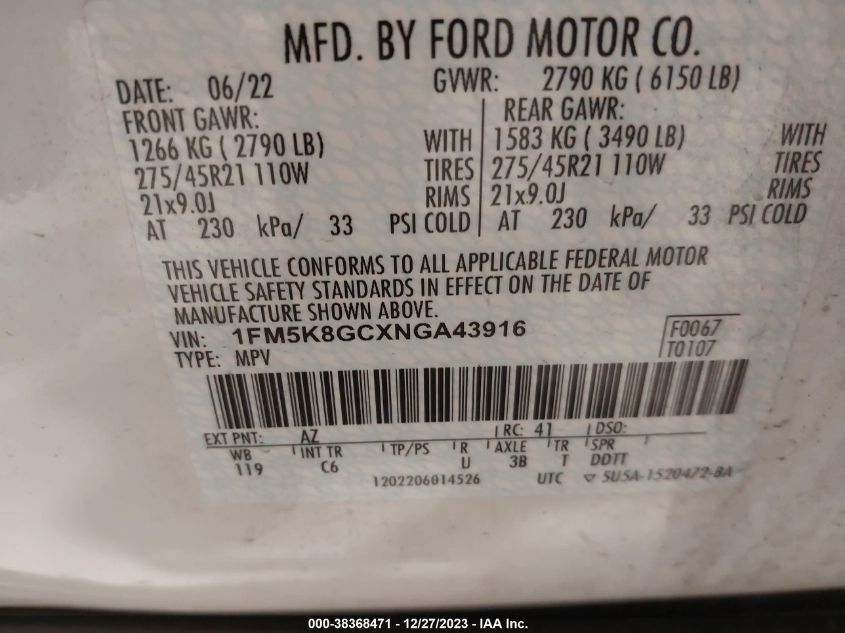 MFD. BY FORD MOTOR CO.
DATE: 06/22 GVWR: 2790 KG ( 6150 LB)
FRONT GAWR: REAR GAWR:
1266 KG ( 2790 LB) WITH 1583 KG ( 3490 LB) WITH
275/45R21 110W TIRES 275/45R21 110W TIRES
21x9.0J RIMS 21x9.0J RIMS
AT 230 kPa/ 33 PSI COLD AT 230 kPa/ 33 PSI COLD
THIS VEHICLE CONFORMS TO ALL APPLICABLE FEDERAL MOTOR
VEHICLE SAFETY STANDARDS IN EFFECT ON THE DATE OF
MANUFACTURE SHOWN ABOVE.
VIN: 1FM5K8GCXNGA43916 F0067
TYPE: MPV T0107
EXT PNT: AZ RC: 41 DSO:
WB INT TR TP/PS R AXLE TR SPR
119 C6 U 3B T DDTT
1202206014526 UTC ▽ 5U5A-1520472-BA
000-38368471 - 12/27/2023 - IAA Inc.